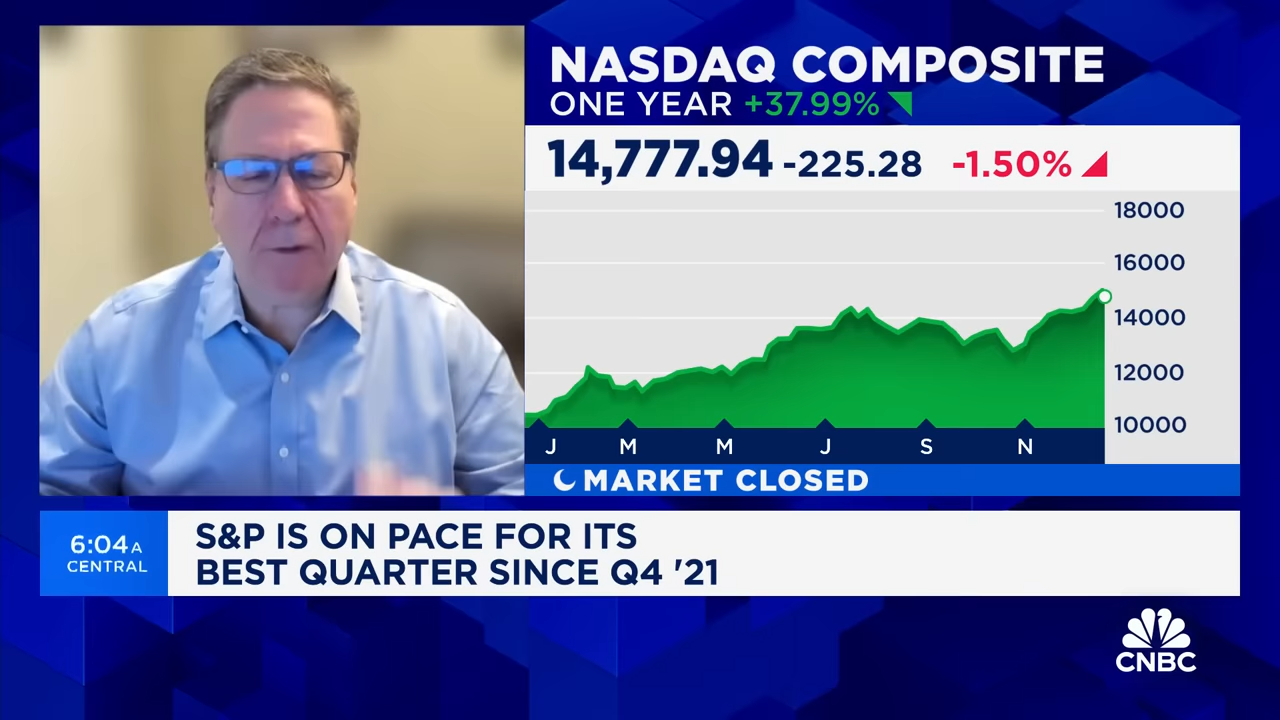 NASDAQ COMPOSITE
ONE YEAR +37.99%
14,777.94 -225.28 -1.50%
18000
16000
14000
12000
10000
J M M J S N
MARKET CLOSED
6:04A
CENTRAL
S&P IS ON PACE FOR ITS
BEST QUARTER SINCE Q4 '21
CNBC